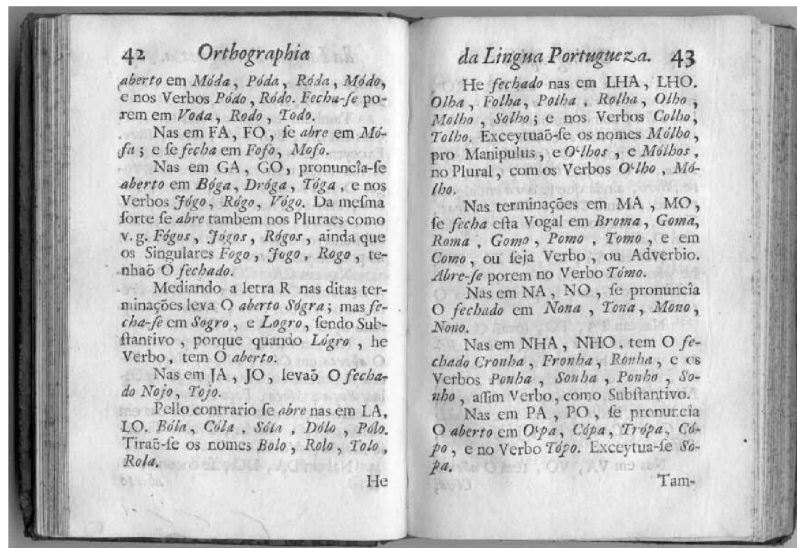 42 Orthographia
aberto em Móda, Póda, Róda, Módo,
e nos Verbos Pódo, Ródo. Fecha-ſe po-
rem em Voda, Rodo, Todo.
Nas em FA, FO, ſe abre em Mó-
fa; e ſe fecha em Fofo, Mofo.
Nas em GA, GO, pronuncîa-ſe
aberto em Bóga, Dróga, Tóga, e nos
Verbos Jógo, Rógo, Vógo. Da meſma
ſorte ſe abre tambem nos Pluraes como
v. g. Fógos, Jógos, Rógos, ainda que
os Singulares Fogo, Jogo, Rogo, te-
nhaõ O fechado.
Mediando a letra R nas ditas ter-
minações leva O aberto Sógra; mas fe-
cha-ſe em Sogro, e Logro, ſendo Sub-
ſtantivo, porque quando Lógro, he
Verbo, tem O aberto.
Nas em JA, JO, levaõ O fecha-
do Nojo, Tojo.
Pello contrario ſe abre nas em LA,
LO. Bóla, Cóla, Sóla, Dólo, Pólo.
Tiraõ-ſe os nomes Bolo, Rolo, Tolo,
Rola.
He
da Lingua Portugueza. 43
He fechado nas em LHA, LHO.
Olha, Folha, Polha, Rolha, Olho,
Molho, Solho; e nos Verbos Colho,
Tolho. Exceytuaõ-ſe os nomes Mólho,
pro Manipulus, e O'lhos, e Mólhos,
no Plural, com os Verbos O'lho, Mó-
lho.
Nas terminações em MA, MO,
ſe fecha eſta Vogal em Broma, Goma,
Roma, Gomo, Pomo, Tomo, e em
Como, ou ſeja Verbo, ou Adverbio.
Abre-ſe porem no Verbo Tómo.
Nas em NA, NO, ſe pronuncia
O fechado em Nona, Tona, Mono,
Nono.
Nas em NHA, NHO, tem O fe-
chado Cronha, Fronha, Ronha, e os
Verbos Ponha, Sonha, Ponho, So-
nho, aſſim Verbo, como Subſtantivo.
Nas em PA, PO, ſe pronuncia
O aberto em O'pa, Cópa, Trópa, Có-
po, e no Verbo Tópo. Exceytua-ſe So-
pa.
Tam-